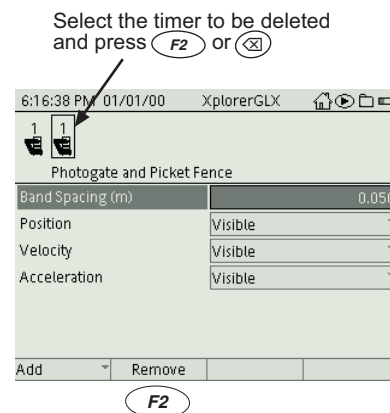 Select the timer to be deleted
and press F2 or
6:16:38 PM 01/01/00 XplorerGLX
1 1
Photogate and Picket Fence
Band Spacing (m) 0.050
Position Visible
Velocity Visible
Acceleration Visible
Add Remove
F2